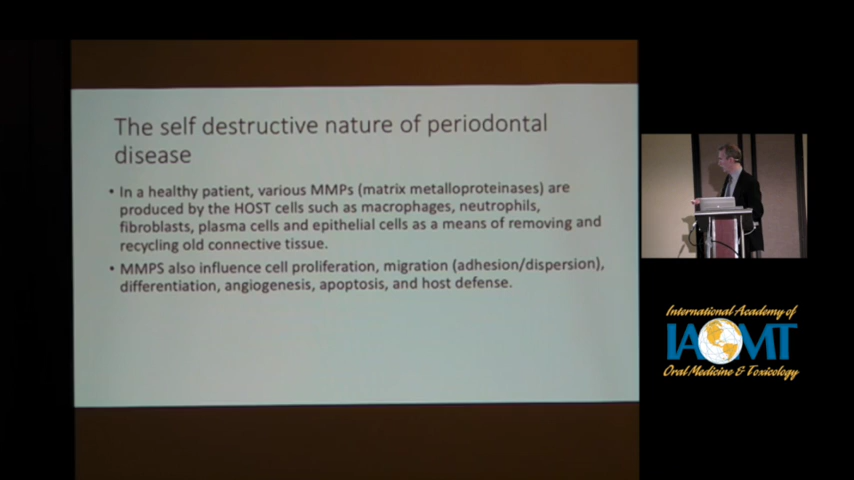 The self destructive nature of periodontal
disease
• In a healthy patient, various MMPs (matrix metalloproteinases) are
produced by the HOST cells such as macrophages, neutrophils,
fibroblasts, plasma cells and epithelial cells as a means of removing and
recycling old connective tissue.
• MMPS also influence cell proliferation, migration (adhesion/dispersion),
differentiation, angiogenesis, apoptosis, and host defense.
International Academy of
IAOMT
Oral Medicine & Toxicology